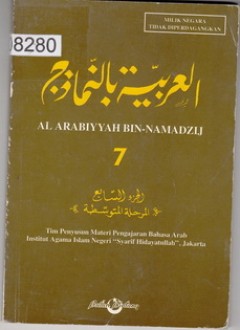 8280
MILIK NEGARA
TIDAK DIPERDAGANGKAN
العربية بالنماذج
AL ARABIYYAH BIN-NAMADZIJ
7
الجزء السابع
﴿المرحلة المتوسطة﴾
Tim Penyusun Materi Pengajaran Bahasa Arab
Institut Agama Islam Negeri "Syarif Hidayatullah", Jakarta